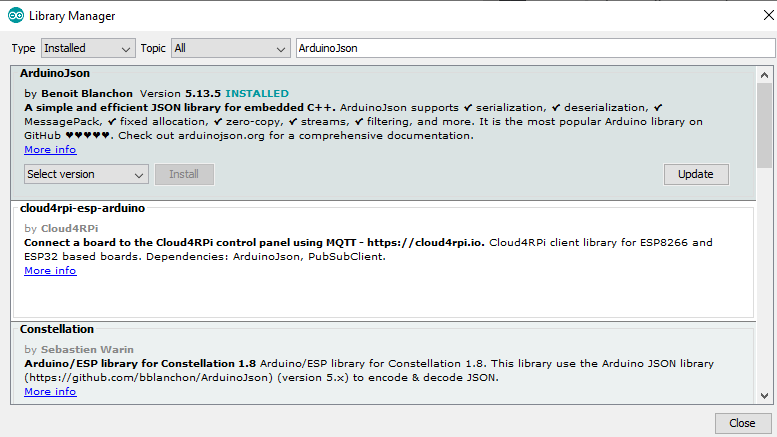 Library Manager
Type Installed Topic All ArduinoJson
ArduinoJson
by Benoit Blanchon Version 5.13.5 INSTALLED
A simple and efficient JSON library for embedded C++. ArduinoJson supports ✔ serialization, ✔ deserialization, ✔
MessagePack, ✔ fixed allocation, ✔ zero-copy, ✔ streams, ✔ filtering, and more. It is the most popular Arduino library on
GitHub ♥♥♥♥♥. Check out arduinojson.org for a comprehensive documentation.
More info
Select version Install Update
cloud4rpi-esp-arduino
by Cloud4RPi
Connect a board to the Cloud4RPi control panel using MQTT - https://cloud4rpi.io. Cloud4RPi client library for ESP8266 and
ESP32 based boards. Dependencies: ArduinoJson, PubSubClient.
More info
Constellation
by Sebastien Warin
Arduino/ESP library for Constellation 1.8 Arduino/ESP library for Constellation 1.8. This library use the Arduino JSON library
(https://github.com/bblanchon/ArduinoJson) (version 5.x) to encode & decode JSON.
More info
Close